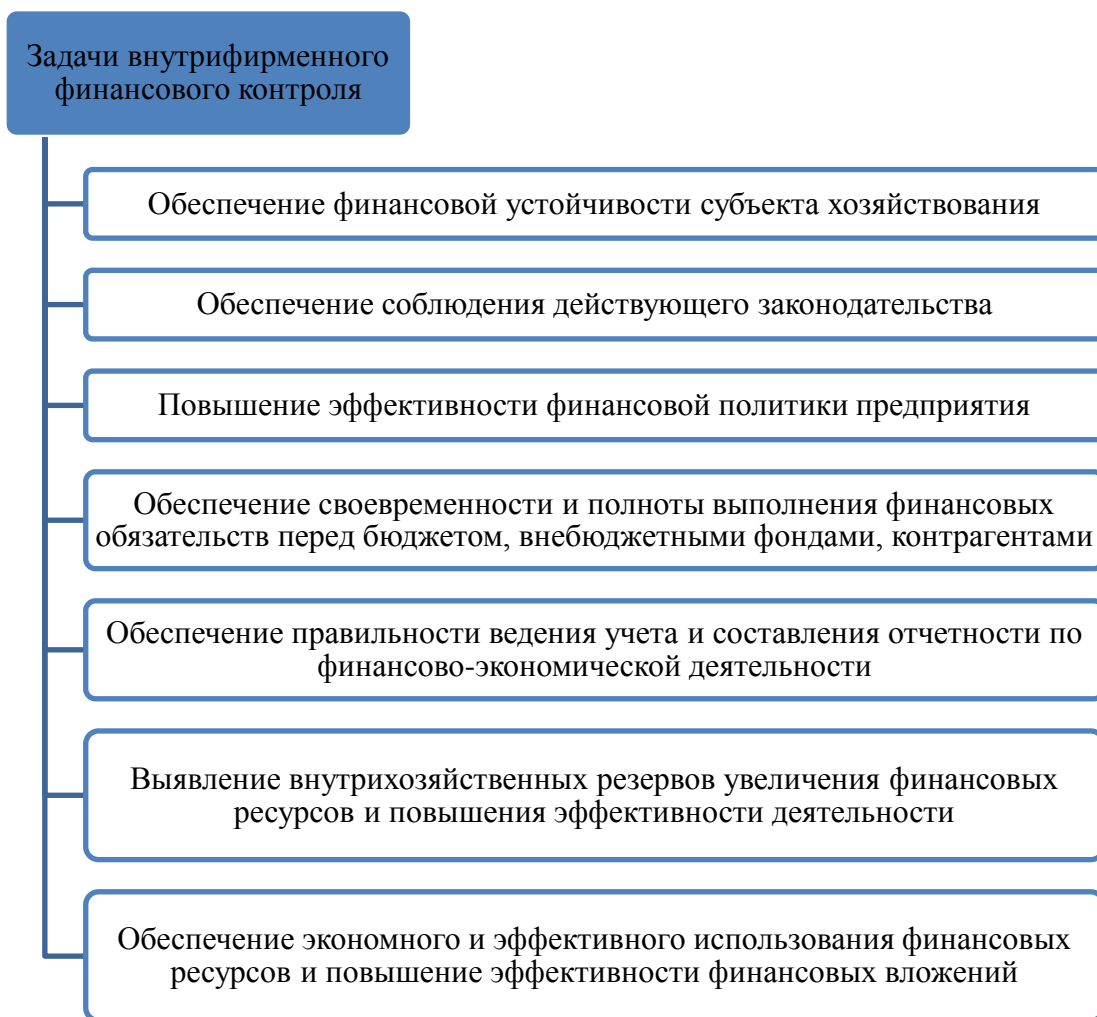 Задачи внутрифирменного
финансового контроля
Обеспечение финансовой устойчивости субъекта хозяйствования
Обеспечение соблюдения действующего законодательства
Повышение эффективности финансовой политики предприятия
Обеспечение своевременности и полноты выполнения финансовых
обязательств перед бюджетом, внебюджетными фондами, контрагентами
Обеспечение правильности ведения учета и составления отчетности по
финансово-экономической деятельности
Выявление внутрихозяйственных резервов увеличения финансовых
ресурсов и повышения эффективности деятельности
Обеспечение экономного и эффективного использования финансовых
ресурсов и повышение эффективности финансовых вложений